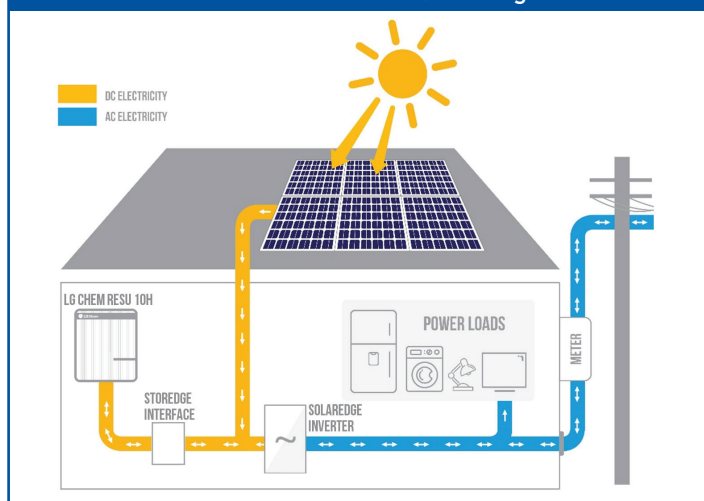 DC ELECTRICITY
AC ELECTRICITY
LG CHEM RESU 10H
POWER LOADS
METER
STOREDGE
INTERFACE
SOLAREDGE
INVERTER
~